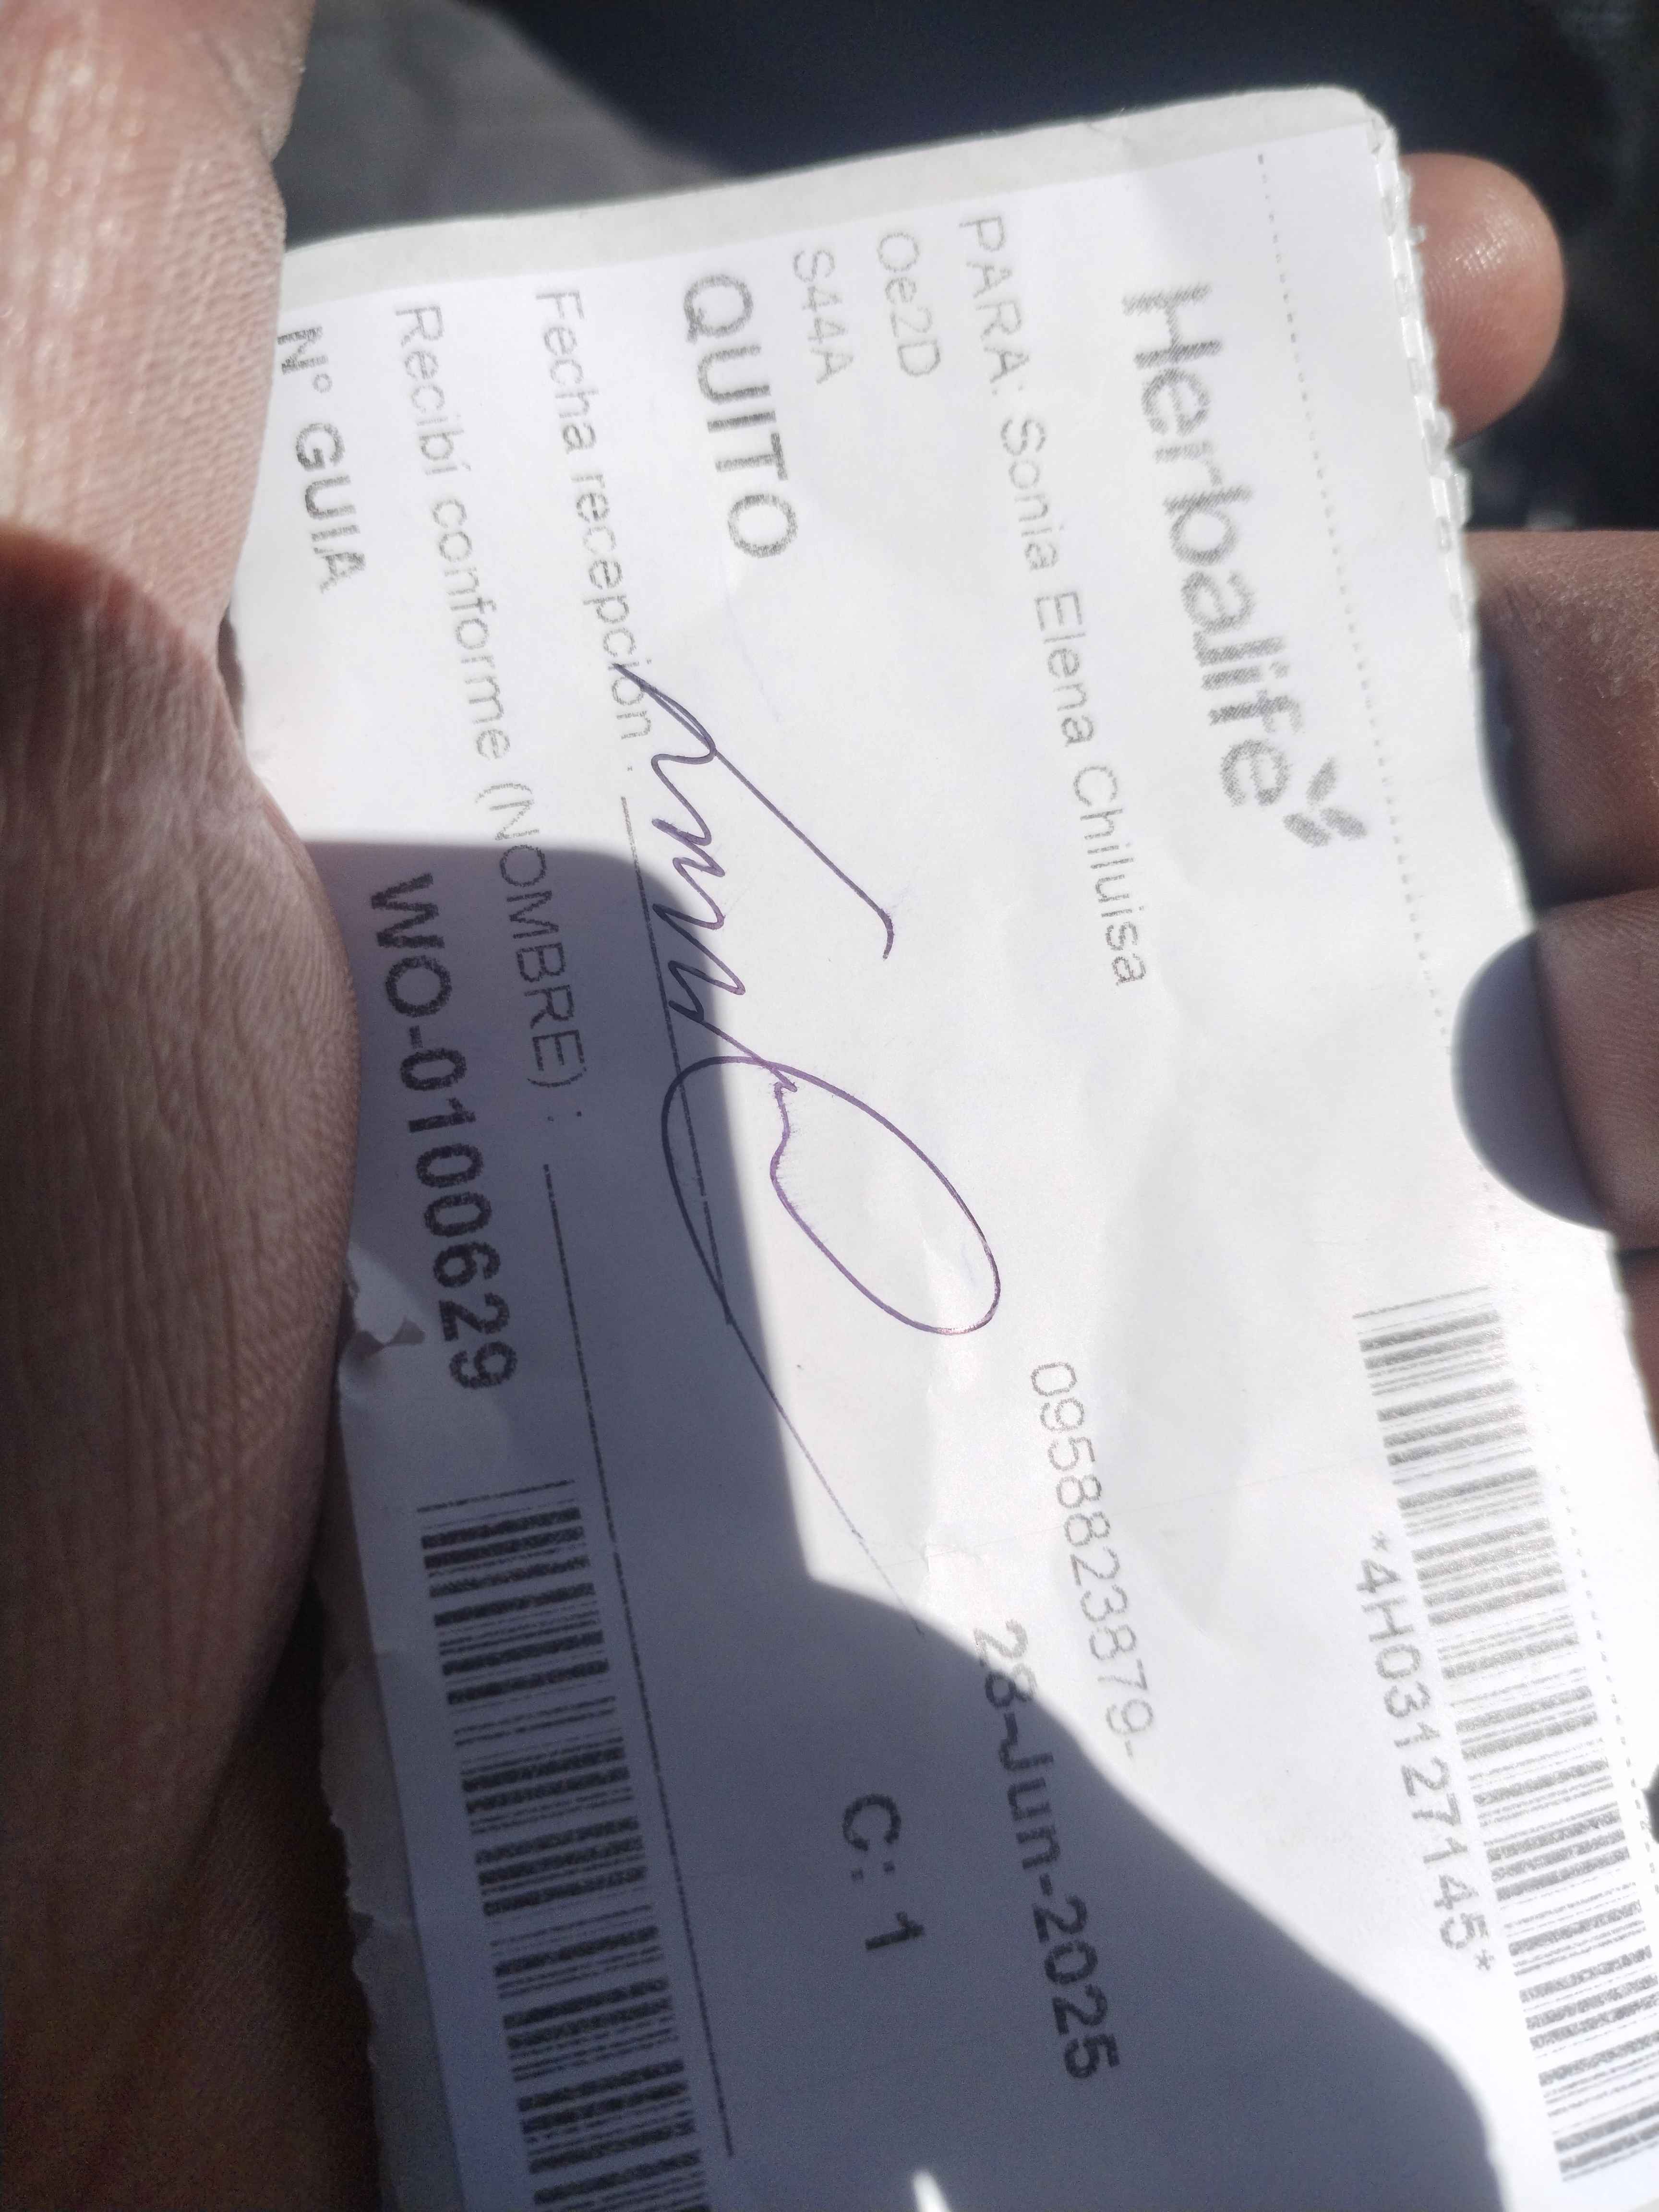 Herbalife
*4H03127145*
PARA: Sonia Elena Chiluisa 0958823879-
Oe2D 28-Jun-2025
S44A
QUITO C: 1
Fecha recepción :
Recibí conforme (NOMBRE) :
N° GUIA WO-0100629